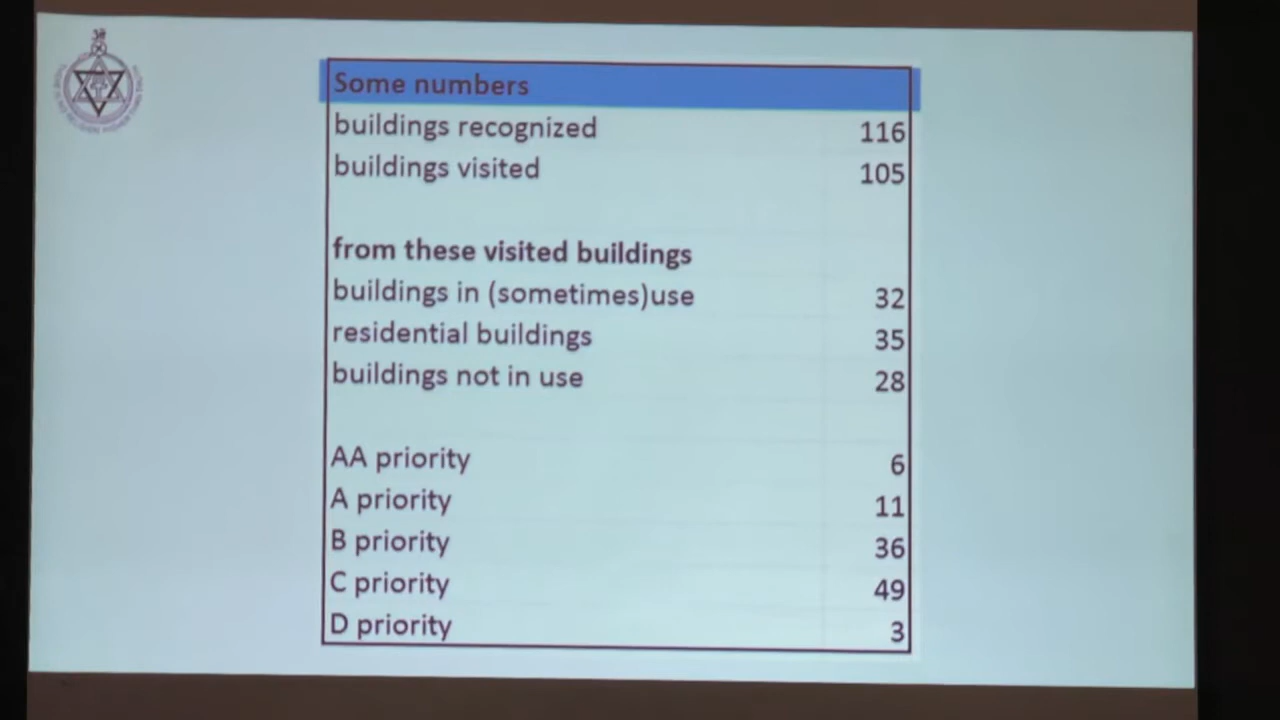 Some numbers
buildings recognized 116
buildings visited 105
from these visited buildings
buildings in (sometimes)use 32
residential buildings 35
buildings not in use 28
AA priority 6
A priority 11
B priority 36
C priority 49
D priority 3